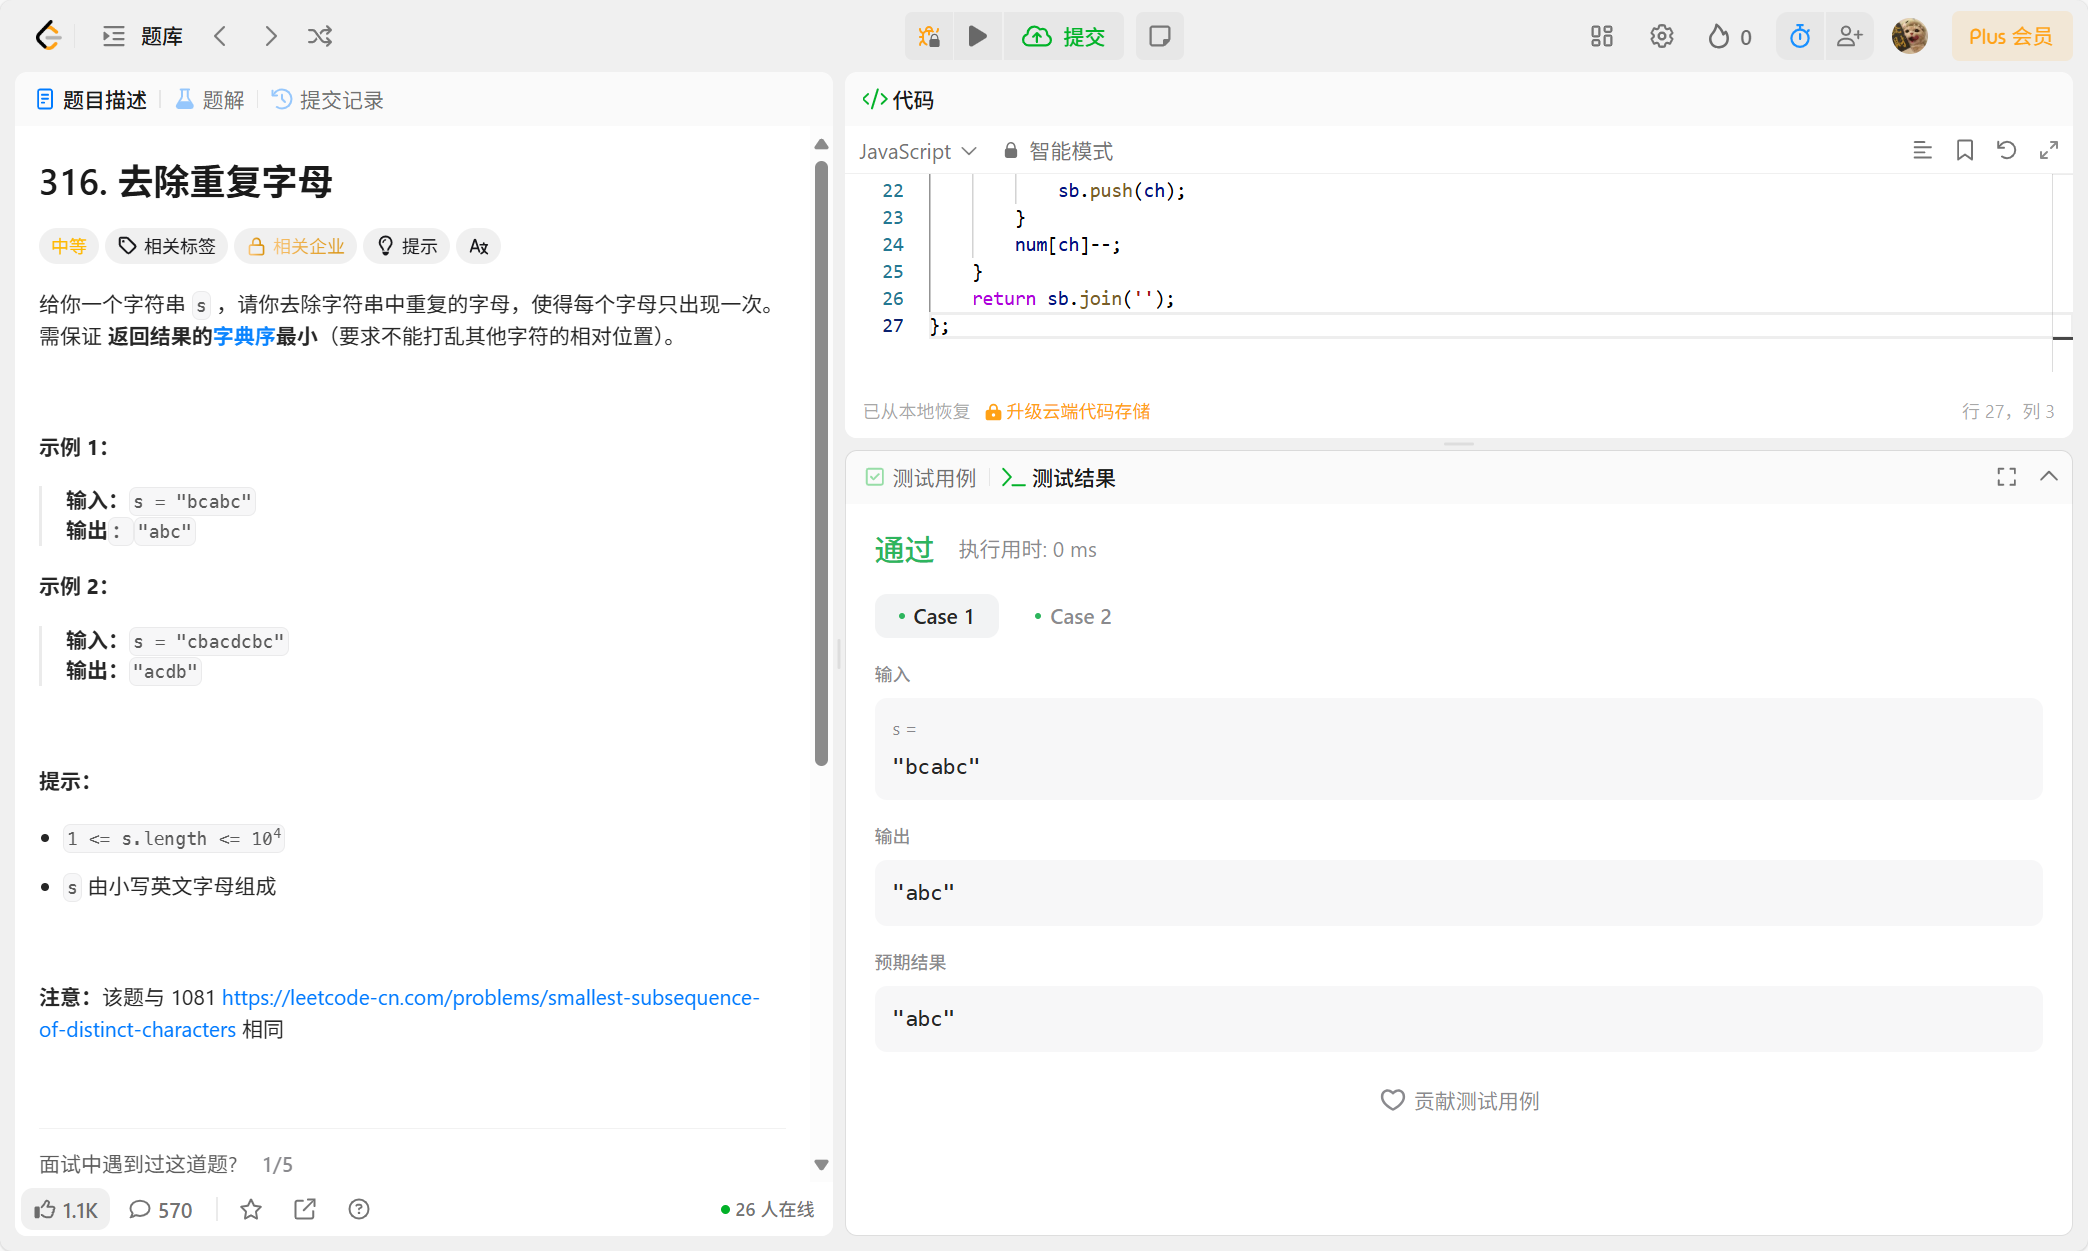 题库
提交
0
Plus 会员
题目描述
题解
提交记录
316. 去除重复字母
中等
相关标签
相关企业
提示
给你一个字符串 s ，请你去除字符串中重复的字母，使得每个字母只出现一次。
需保证 返回结果的字典序最小（要求不能打乱其他字符的相对位置）。
示例 1：
输入：s = "bcabc"
输出："abc"
示例 2：
输入：s = "cbacdcbc"
输出："acdb"
提示：
1 <= s.length <= 10^4
s 由小写英文字母组成
注意：该题与 1081 https://leetcode-cn.com/problems/smallest-subsequence-
of-distinct-characters 相同
面试中遇到过这道题? 1/5
1.1K
570
26 人在线
代码
JavaScript
智能模式
22 sb.push(ch);
23 }
24 num[ch]--;
25 }
26 return sb.join('');
27 };
已从本地恢复
升级云端代码存储
行 27，列 3
测试用例
测试结果
通过
执行用时: 0 ms
Case 1
Case 2
输入
s =
"bcabc"
输出
"abc"
预期结果
"abc"
贡献测试用例